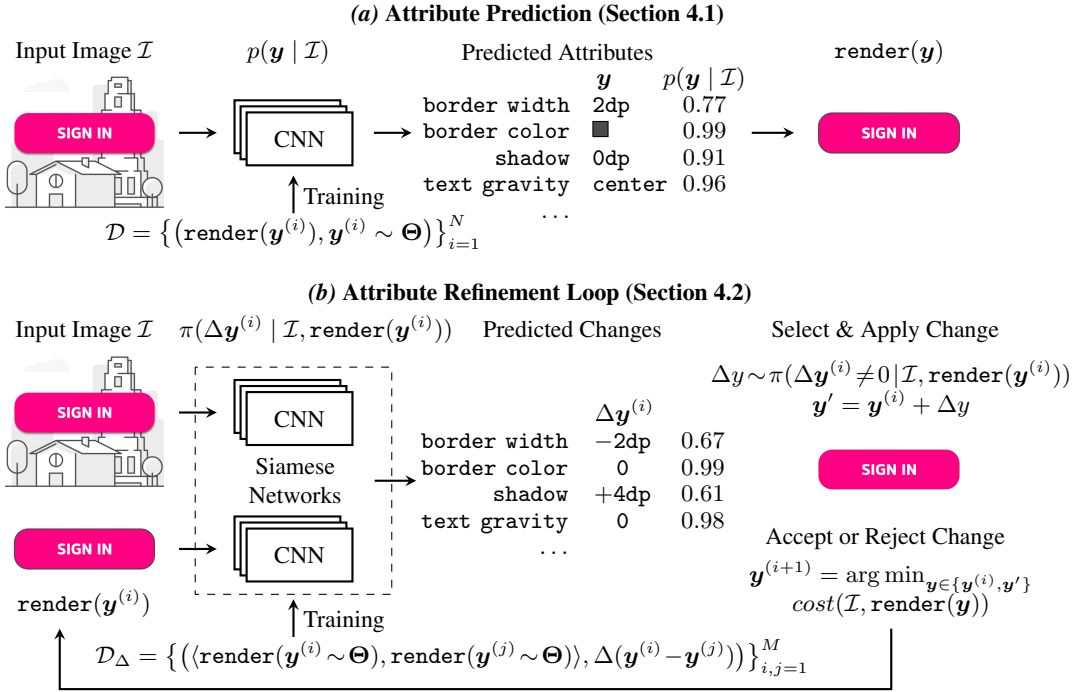 (a) Attribute Prediction (Section 4.1)
Input Image ℐ
p(y | ℐ)
Predicted Attributes
render(y)
y p(y | ℐ)
SIGN IN
CNN
border width 2dp 0.77
border color 0.99
shadow 0dp 0.91
text gravity center 0.96
...
SIGN IN
Training
𝒟 = {(render(y^(i)), y^(i) ∼ Θ)}_{i=1}^N
(b) Attribute Refinement Loop (Section 4.2)
Input Image ℐ
π(Δy^(i) | ℐ, render(y^(i)))
Predicted Changes
Select & Apply Change
SIGN IN
CNN
Siamese
Networks
SIGN IN
CNN
render(y^(i))
Δy^(i)
border width −2dp 0.67
border color 0 0.99
shadow +4dp 0.61
text gravity 0 0.98
...
Δy∼π(Δy^(i) ≠ 0 | ℐ, render(y^(i)))
y′ = y^(i) + Δy
SIGN IN
Accept or Reject Change
y^(i+1) = arg min_{y∈{y^(i),y′}}
cost(ℐ, render(y))
Training
𝒟_Δ = {(⟨render(y^(i)∼Θ), render(y^(j)∼Θ)⟩, Δ(y^(i)−y^(j)))}_{i,j=1}^M